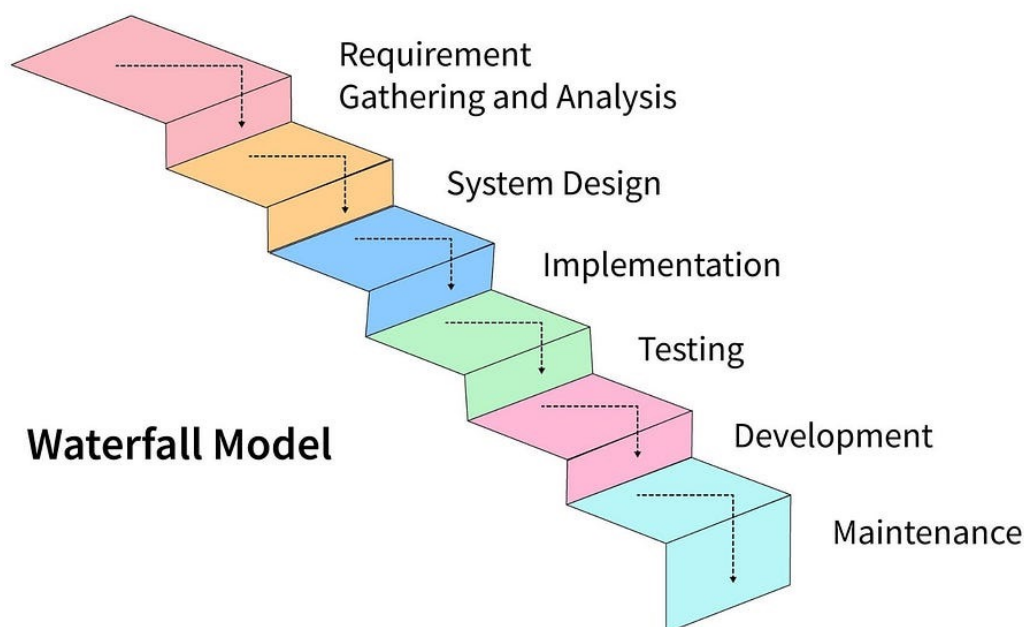 Requirement
Gathering and Analysis
System Design
Implementation
Testing
Waterfall Model
Development
Maintenance